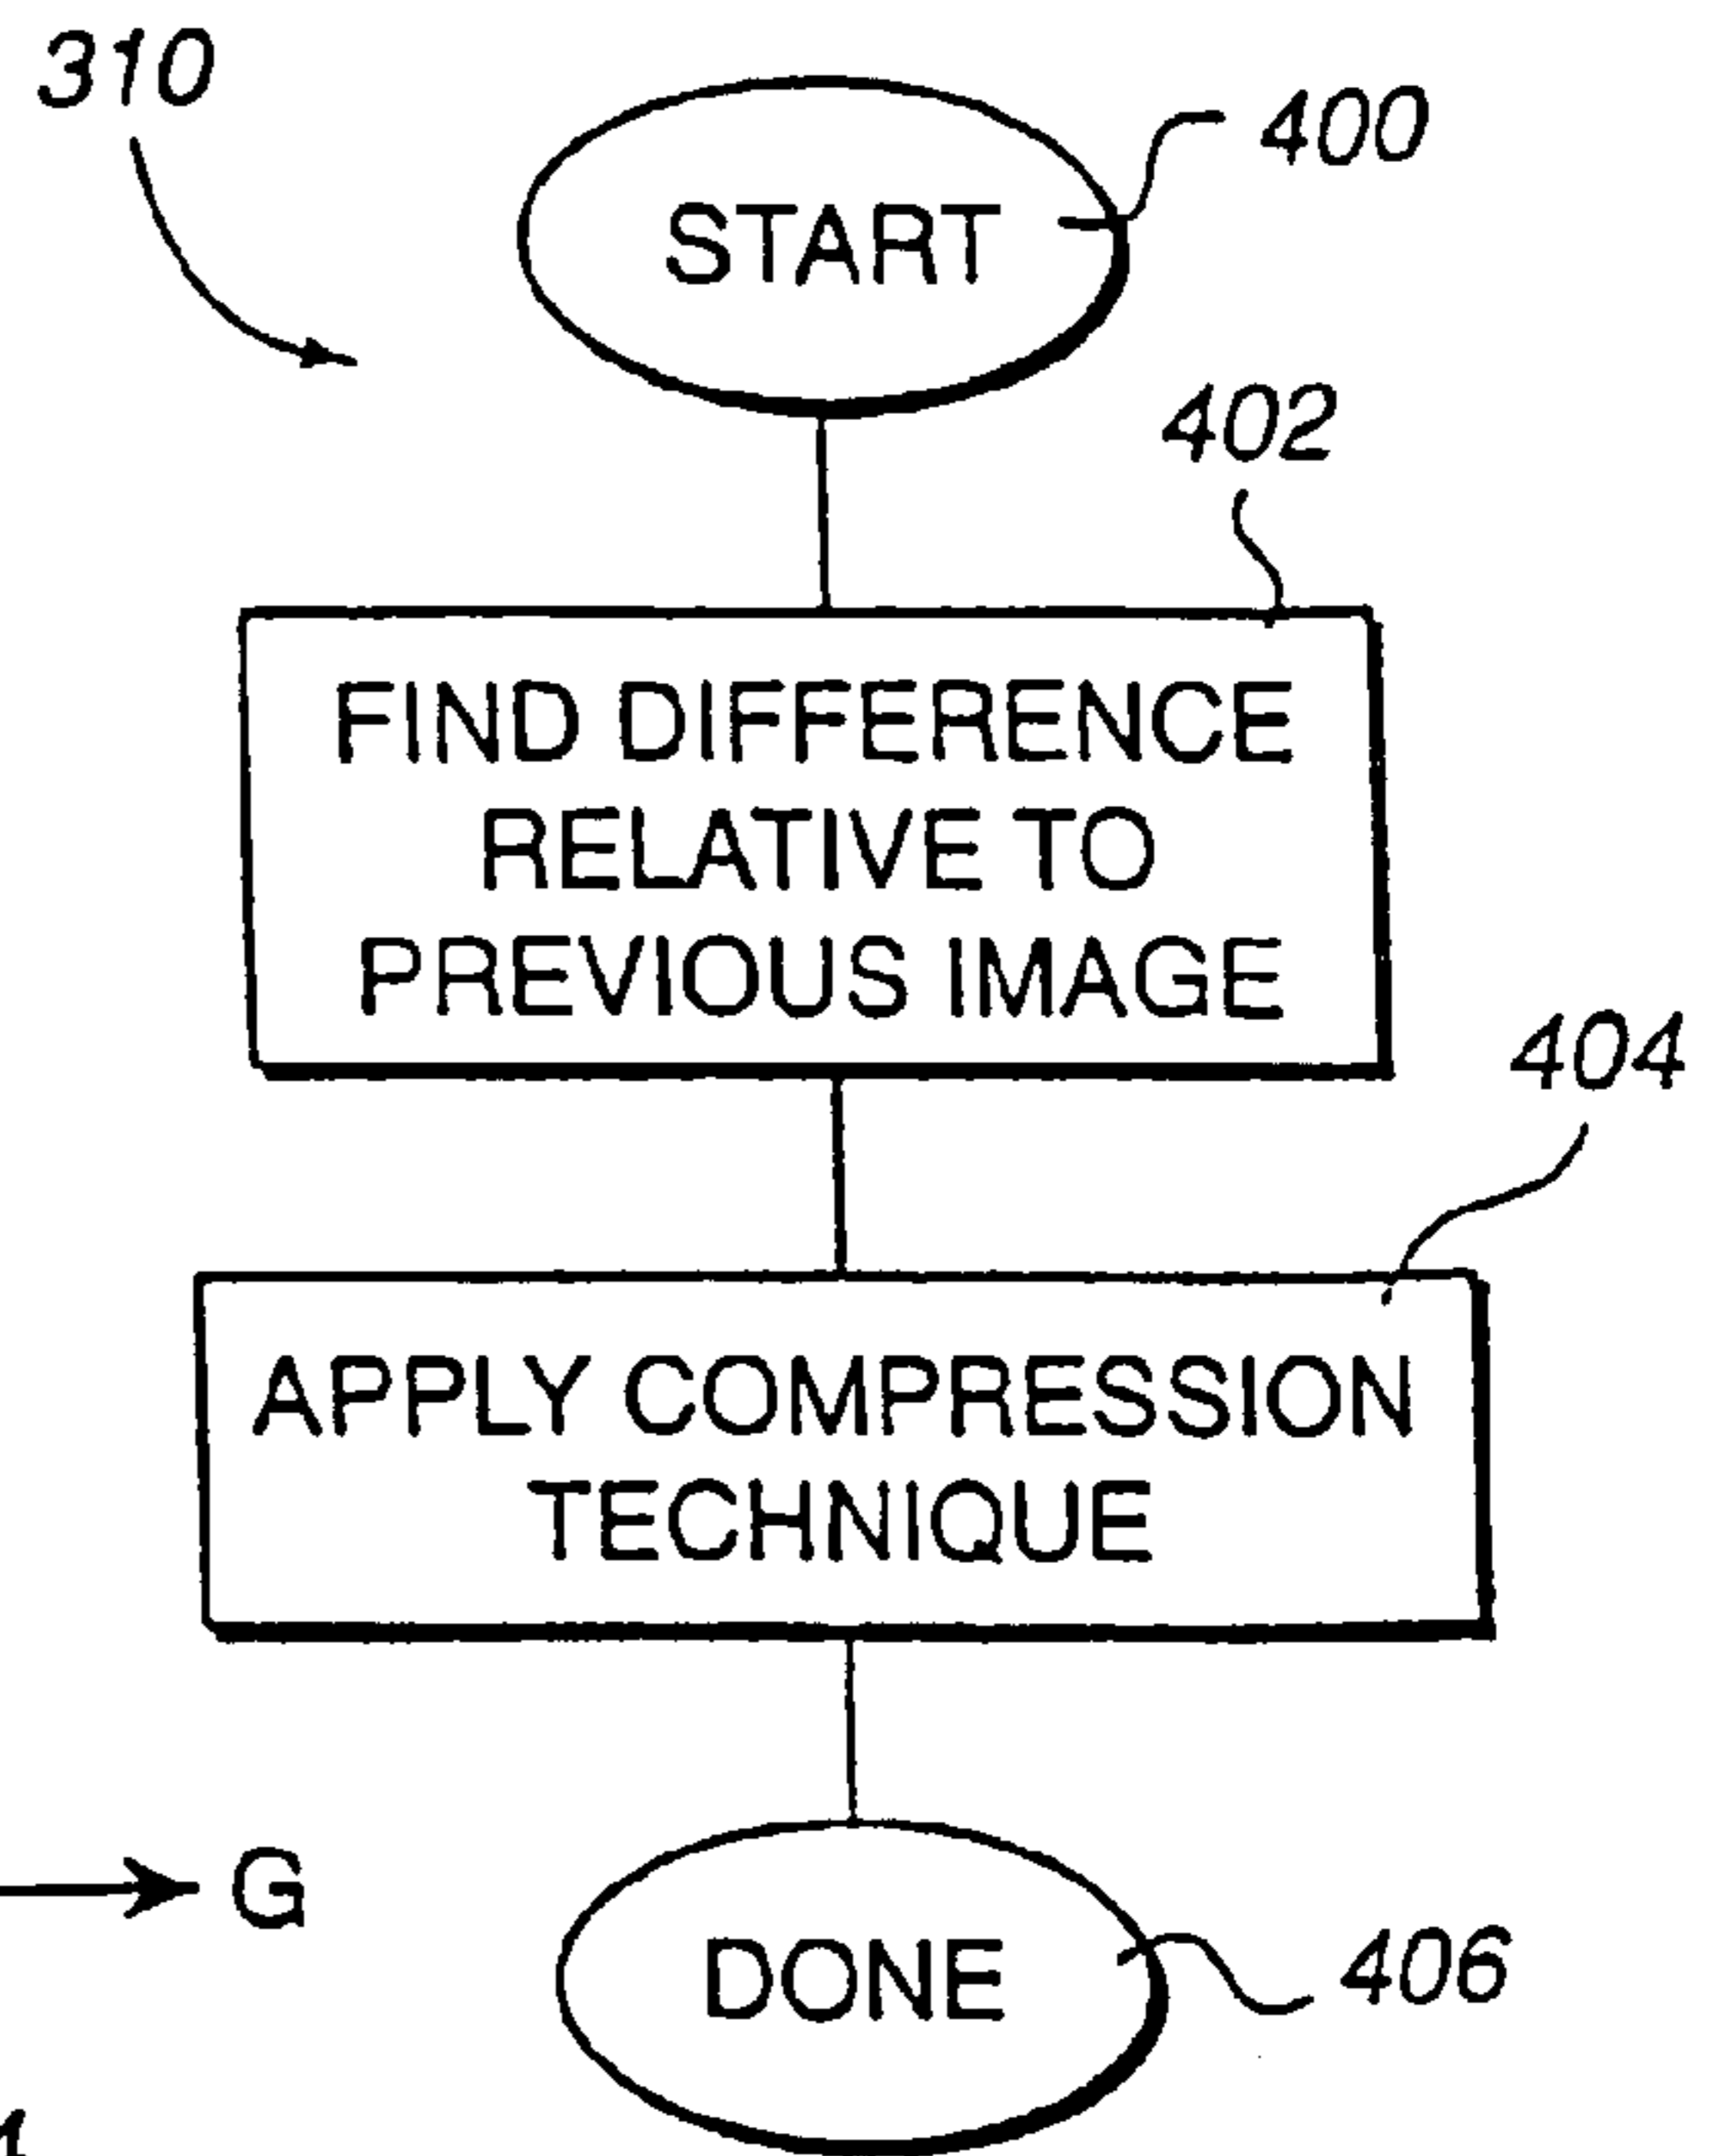 310
400
START
402
FIND DIFFERENCE
RELATIVE TO
PREVIOUS IMAGE
404
APPLY COMPRESSION
TECHNIQUE
G
DONE
406